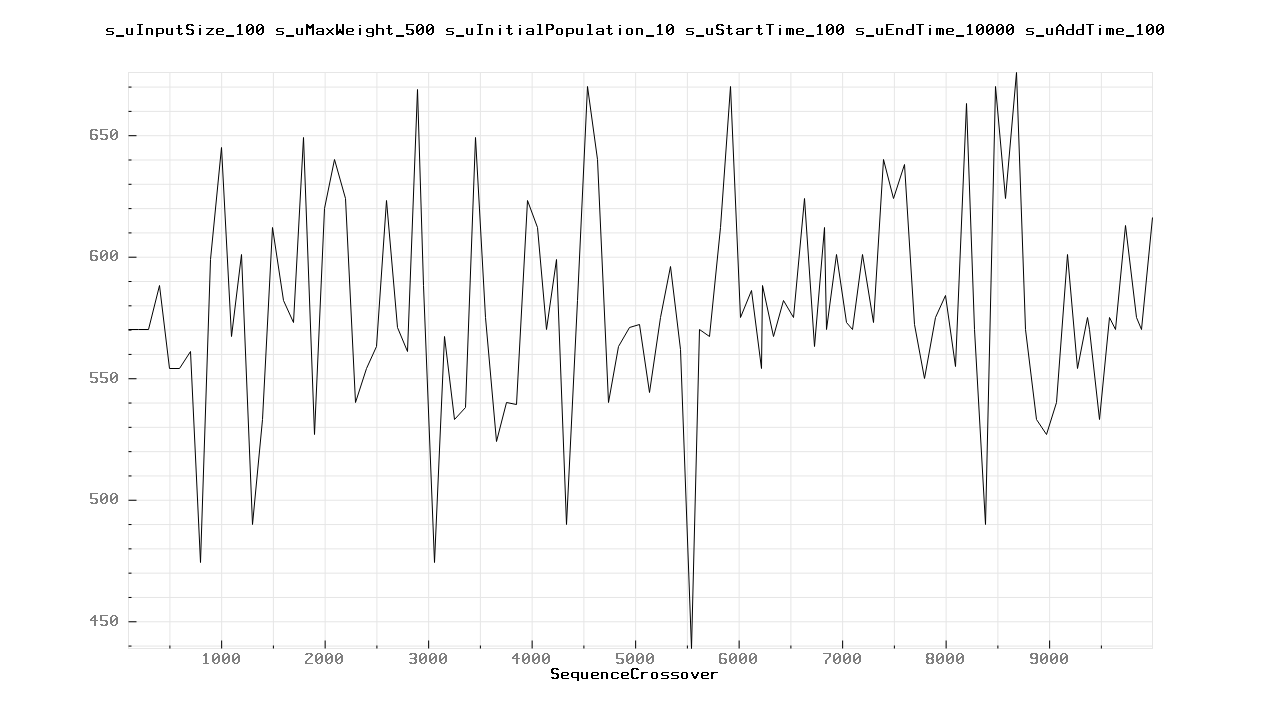 s_uInputSize_100 s_uMaxWeight_500 s_uInitialPopulation_10 s_uStartTime_100 s_uEndTime_10000 s_uAddTime_100
650
600
550
500
450
1000 2000 3000 4000 5000 6000 7000 8000 9000
SequenceCrossover